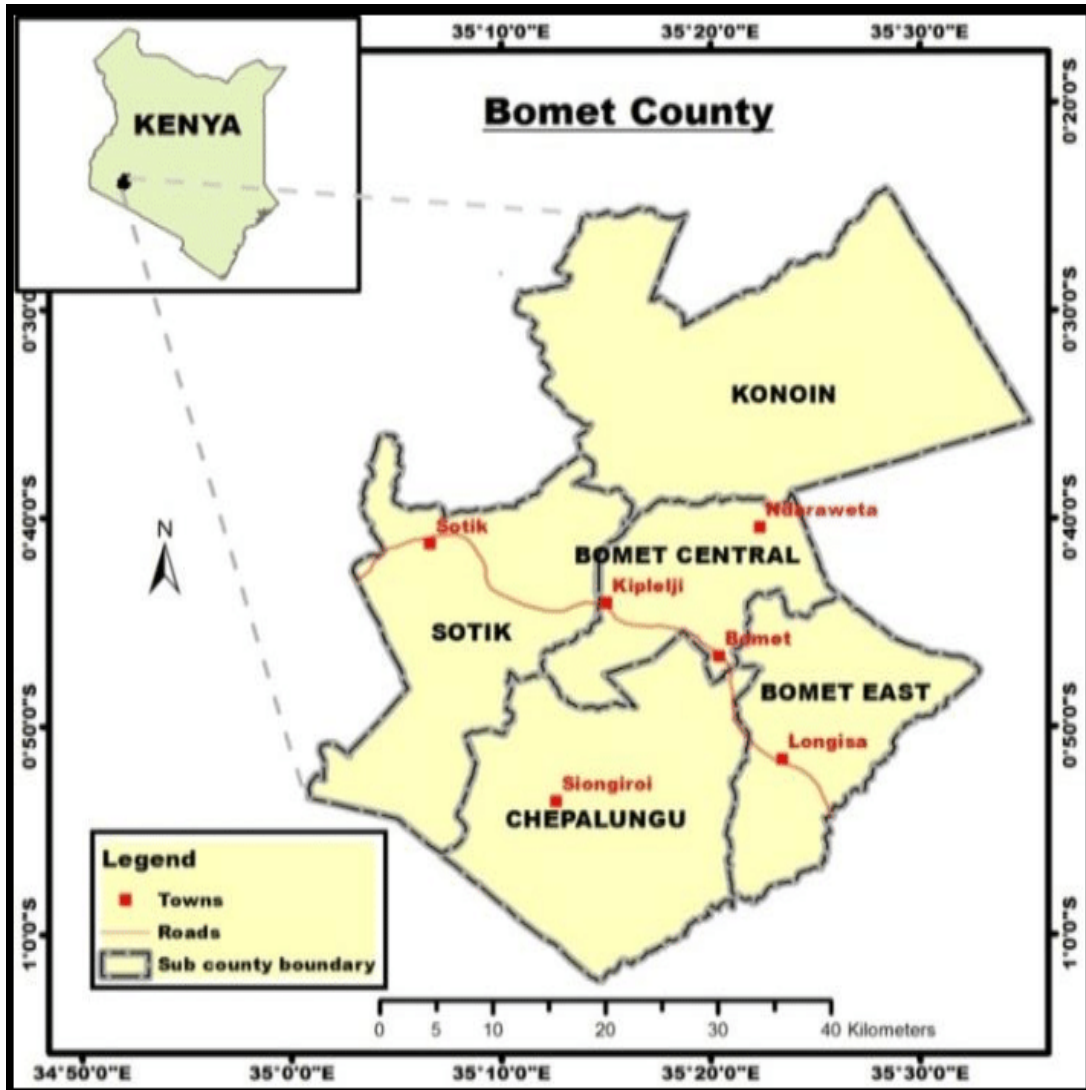 35°10'0"E 35°20'0"E 35°30'0"E
KENYA
Bomet County
0°20'0"S
0°30'0"S
KONOIN
0°40'0"S 0°40'0"S
Ndaraweta
Sotik
N
BOMET CENTRAL
Kiplelji
SOTIK
Bomet
BOMET EAST
0°50'0"S 0°50'0"S
Longisa
Siongiroi
CHEPALUNGU
Legend
Towns
Roads
Sub county boundary
1°0'0"S 1°0'0"S
0 5 10 20 30 40 Kilometers
34°50'0"E 35°0'0"E 35°10'0"E 35°20'0"E 35°30'0"E